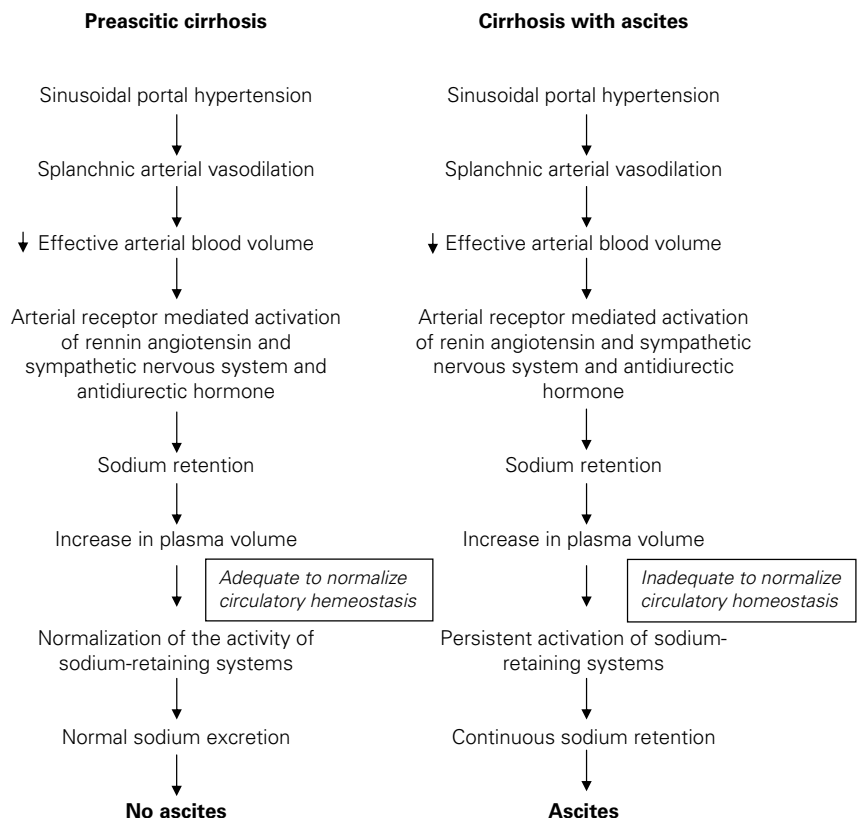 Preascitic cirrhosis
Sinusoidal portal hypertension
Splanchnic arterial vasodilation
↓ Effective arterial blood volume
Arterial receptor mediated activation
of rennin angiotensin and
sympathetic nervous system and
antidiurectic hormone
Sodium retention
Increase in plasma volume
Adequate to normalize
circulatory hemeostasis
Normalization of the activity of
sodium-retaining systems
Normal sodium excretion
No ascites
Cirrhosis with ascites
Sinusoidal portal hypertension
Splanchnic arterial vasodilation
↓ Effective arterial blood volume
Arterial receptor mediated activation
of renin angiotensin and sympathetic
nervous system and antidiurectic
hormone
Sodium retention
Increase in plasma volume
Inadequate to normalize
circulatory homeostasis
Persistent activation of sodium-
retaining systems
Continuous sodium retention
Ascites